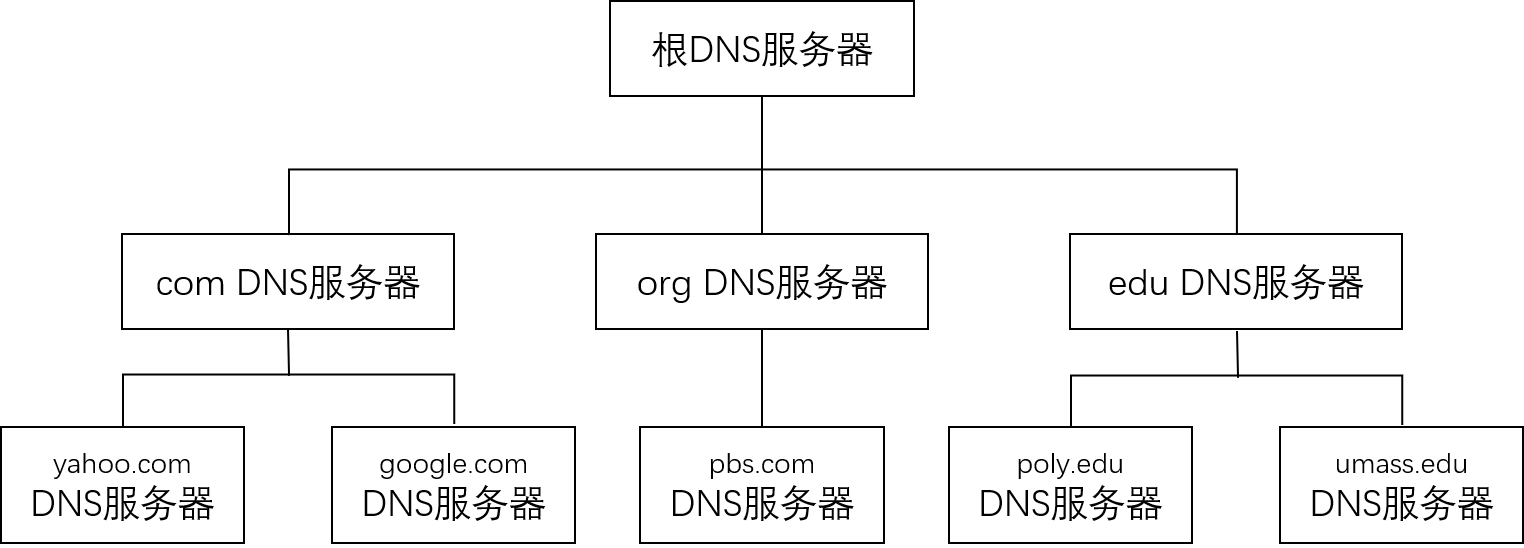 根DNS服务器
com DNS服务器
org DNS服务器
edu DNS服务器
yahoo.com
DNS服务器
google.com
DNS服务器
pbs.com
DNS服务器
poly.edu
DNS服务器
umass.edu
DNS服务器